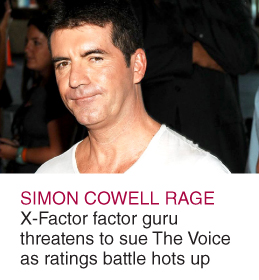 SIMON COWELL RAGE
X-Factor factor guru
threatens to sue The Voice
as ratings battle hots up